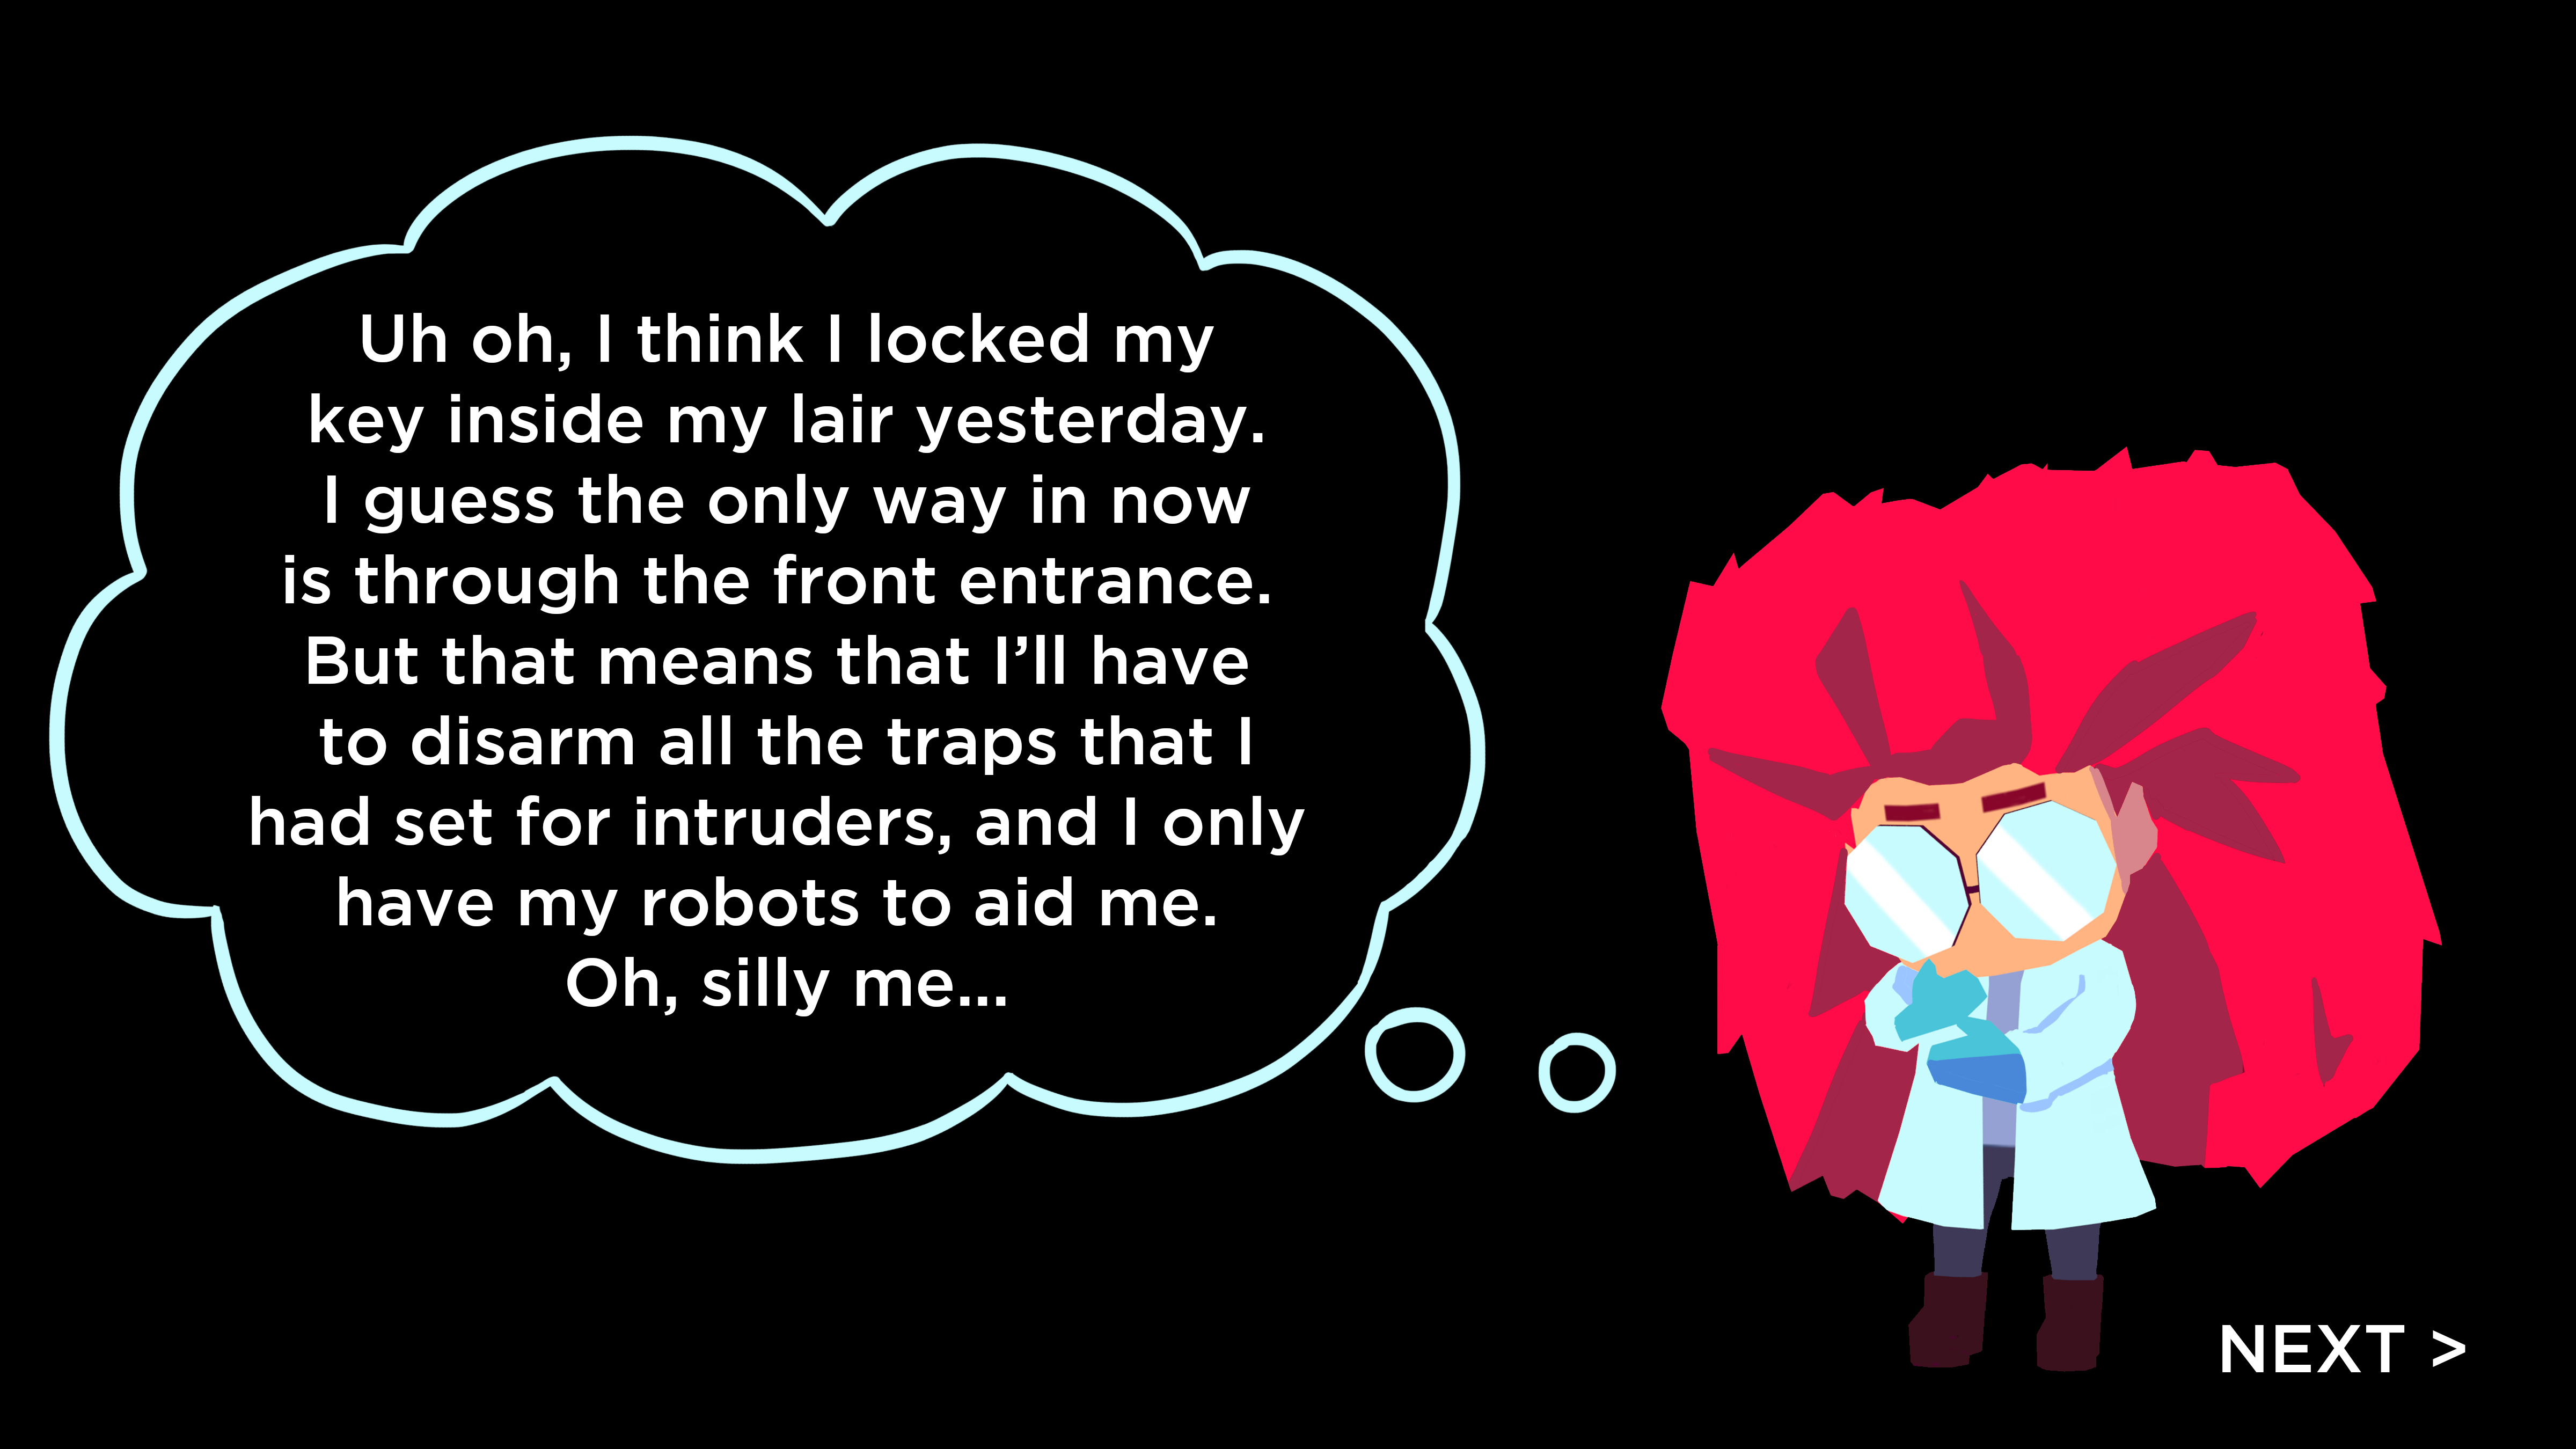 Uh oh, I think I locked my
key inside my lair yesterday.
I guess the only way in now
is through the front entrance.
But that means that I’ll have
to disarm all the traps that I
had set for intruders, and I only
have my robots to aid me.
Oh, silly me...
NEXT >